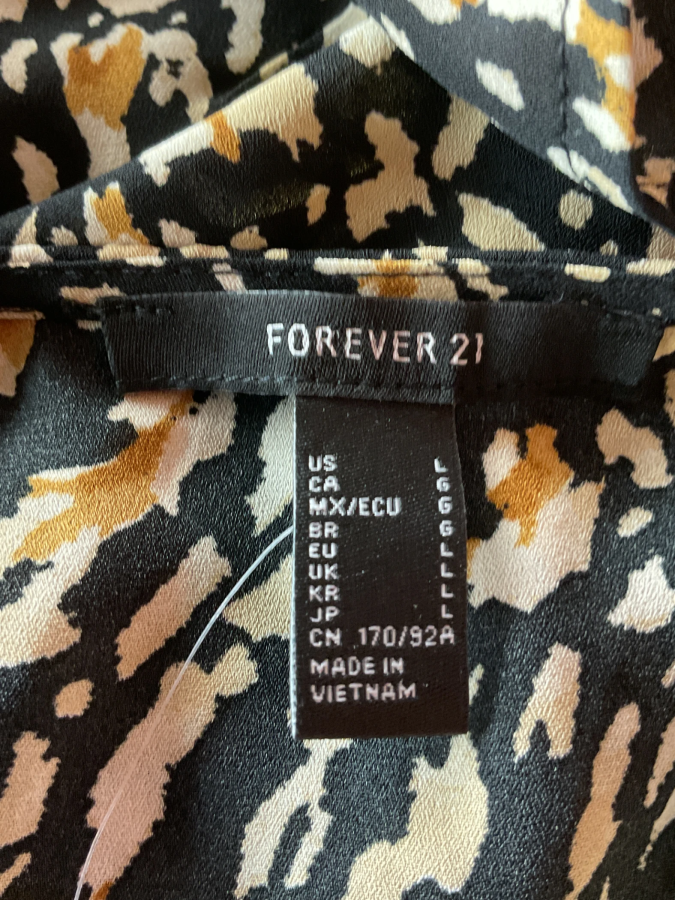 FOREVER 21
US L
CA G
MX/ECU G
BR G
EU L
UK L
KR L
JP L
CN 170/92A
MADE IN
VIETNAM